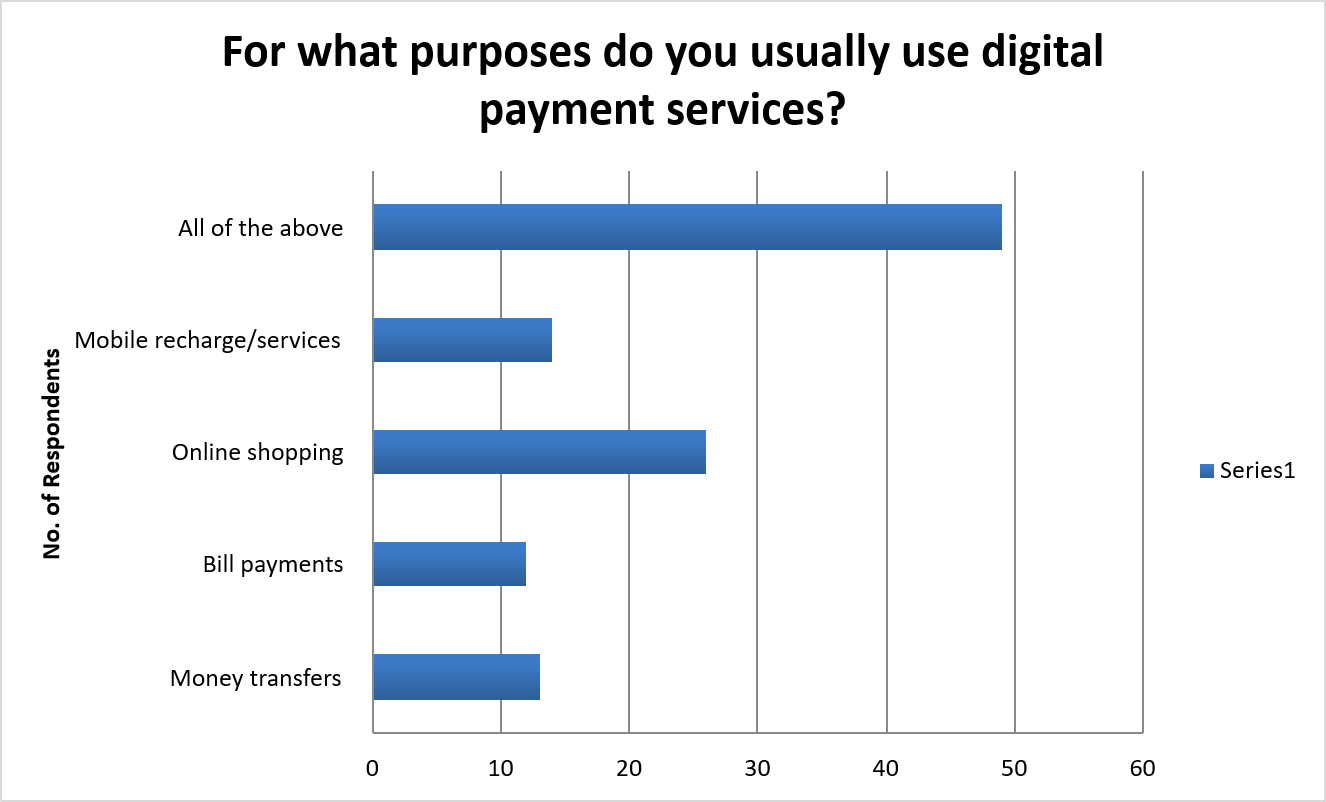 For what purposes do you usually use digital
payment services?
All of the above
Mobile recharge/services
Online shopping
Bill payments
Money transfers
No. of Respondents
0 10 20 30 40 50 60
Series1